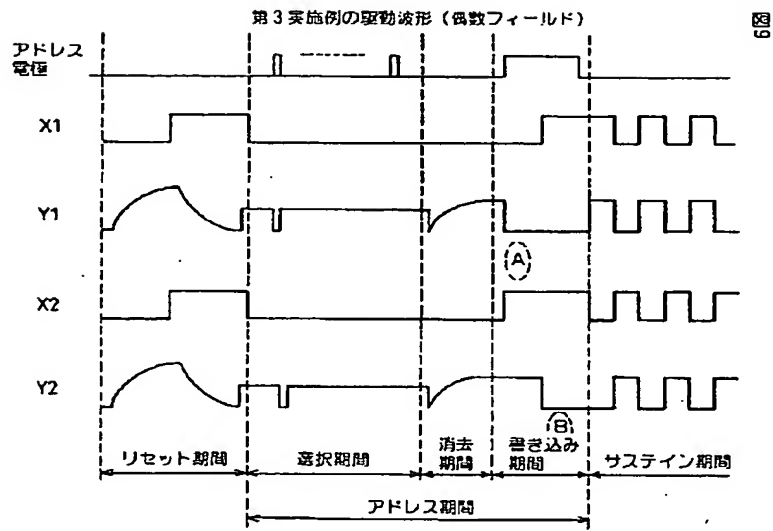 第3実施例の駆動波形（偶数フィールド）
図9
アドレス
電極
X1
Y1
A
X2
Y2
B
リセット期間
選択期間
消去
期間
書き込み
期間
サステイン期間
アドレス期間